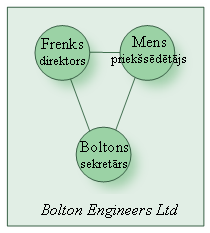 Frenks
direktors
Mens
priekšsēdētājs
Boltons
sekretārs
Bolton Engineers Ltd